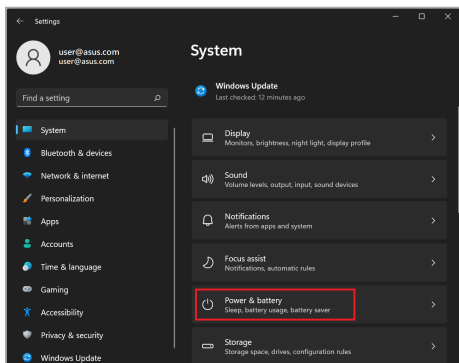 Settings
user@asus.com
user@asus.com
Find a setting
System
Bluetooth & devices
Network & internet
Personalization
Apps
Accounts
Time & language
Gaming
Accessibility
Privacy & security
Windows Update
System
Windows Update
Last checked: 12 minutes ago
Display
Monitors, brightness, night light, display profile
Sound
Volume levels, output, input, sound devices
Notifications
Alerts from apps and system
Focus assist
Notifications, automatic rules
Power & battery
Sleep, battery usage, battery saver
Storage
Storage space, drives, configuration rules